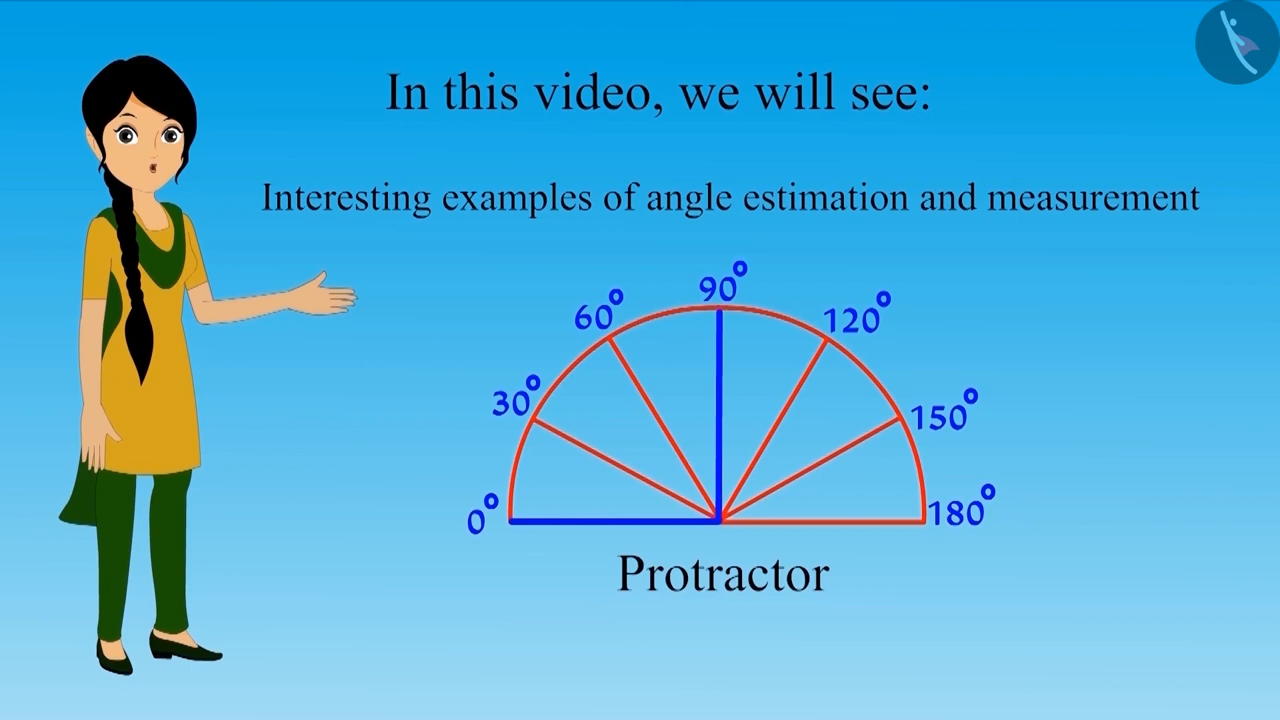 In this video, we will see:
Interesting examples of angle estimation and measurement
90°
60°
120°
30°
150°
0°
180°
Protractor